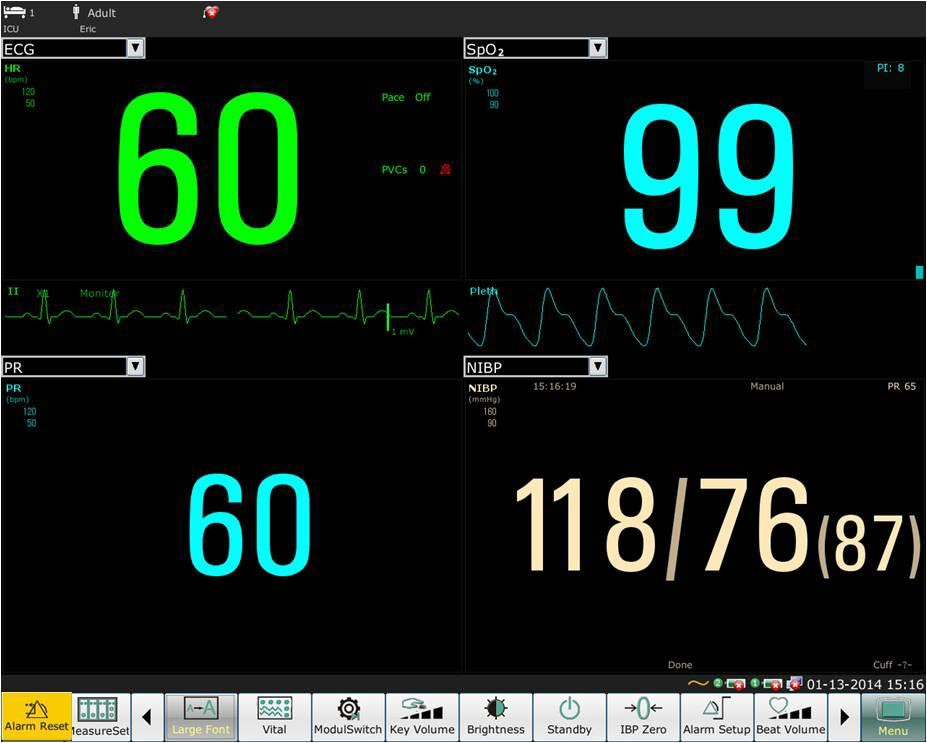 1 Adult
ICU Eric
ECG
HR
(bpm)
120
50
60
Pace Off
PVCs 0
II X1 Monitor
1 mV
SpO₂
SpO₂
(%)
100
90
PI: 8
99
Pleth
PR
PR
(bpm)
120
50
60
NIBP
NIBP 15:16:19 Manual PR 65
(mmHg)
160
90
118/76(87)
Done Cuff -?-
2 1 01-13-2014 15:16
A→A
→0←
Alarm Reset MeasureSet Large Font Vital ModulSwitch Key Volume Brightness Standby IBP Zero Alarm Setup Beat Volume Menu